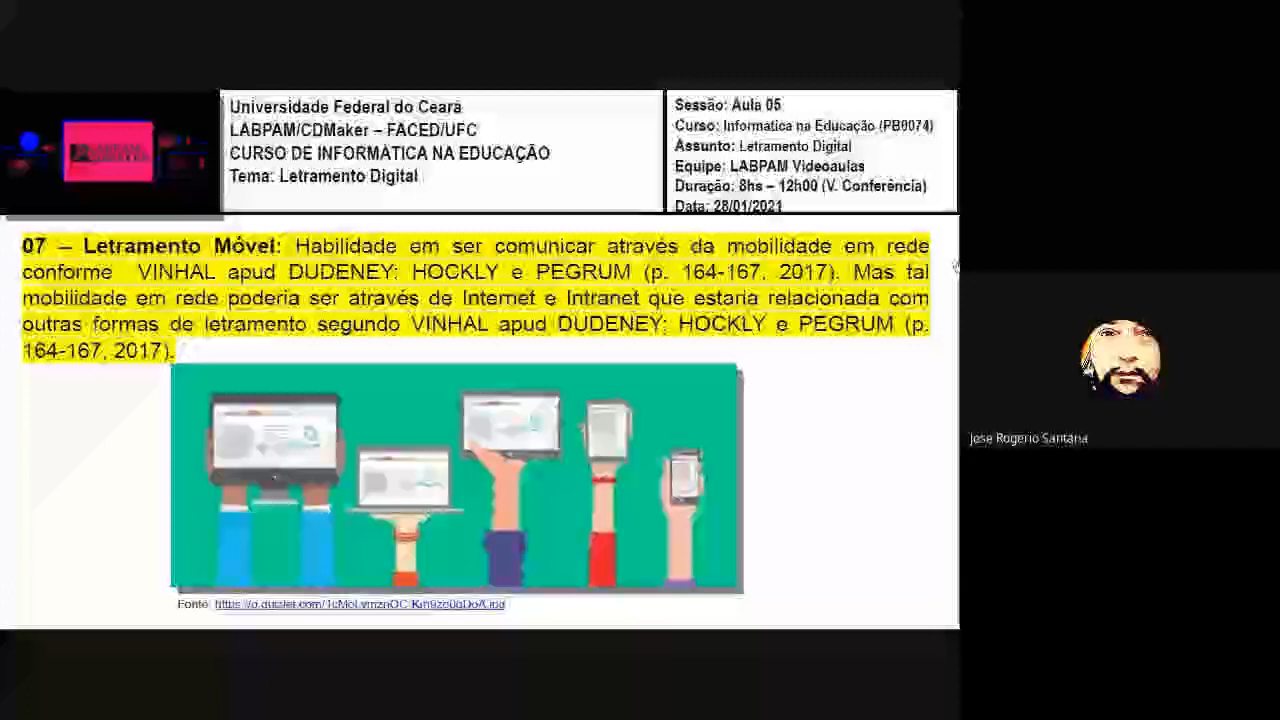 Universidade Federal do Ceará
LABPAM/CDMaker – FACED/UFC
CURSO DE INFORMÁTICA NA EDUCAÇÃO
Tema: Letramento Digital
Sessão: Aula 05
Curso: Informatica na Educação (PB0074)
Assunto: Letramento Digital
Equipe: LABPAM Videoaulas
Duração: 8hs – 12h00 (V. Conferência)
Data: 28/01/2021
07 – Letramento Móvel: Habilidade em ser comunicar através da mobilidade em rede
conforme VINHAL apud DUDENEY; HOCKLY e PEGRUM (p. 164-167, 2017). Mas tal
mobilidade em rede poderia ser através de Internet e Intranet que estaria relacionada com
outras formas de letramento segundo VINHAL apud DUDENEY; HOCKLY e PEGRUM (p.
164-167, 2017).
Fonte:
Jose Rogerio Santana